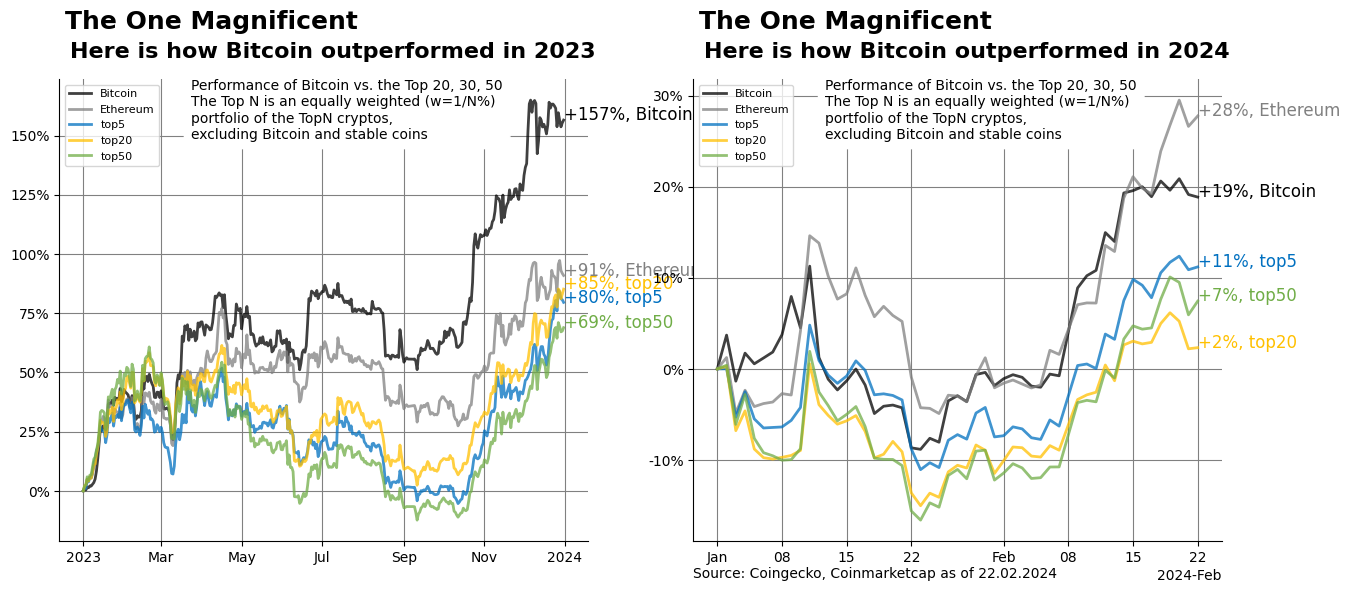 The One Magnificent
Here is how Bitcoin outperformed in 2023
Performance of Bitcoin vs. the Top 20, 30, 50
The Top N is an equally weighted (w=1/N%)
portfolio of the TopN cryptos,
excluding Bitcoin and stable coins
Bitcoin
Ethereum
top5
top20
top50
150%
125%
100%
75%
50%
25%
0%
+157%, Bitcoin
+91%, Ethereum
+85%, top20
+80%, top5
+69%, top50
2023
Mar
May
Jul
Sep
Nov
2024
The One Magnificent
Here is how Bitcoin outperformed in 2024
Performance of Bitcoin vs. the Top 20, 30, 50
The Top N is an equally weighted (w=1/N%)
portfolio of the TopN cryptos,
excluding Bitcoin and stable coins
Bitcoin
Ethereum
top5
top20
top50
30%
20%
10%
0%
-10%
+28%, Ethereum
+19%, Bitcoin
+11%, top5
+7%, top50
+2%, top20
Jan
08
15
22
Feb
08
15
22
2024-Feb
Source: Coingecko, Coinmarketcap as of 22.02.2024